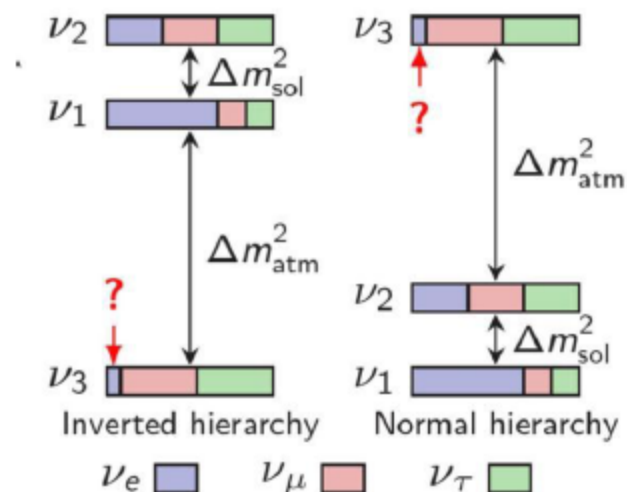 ν₂
Δm²sol
ν₁
Δm²atm
?
ν₃
Inverted hierarchy
ν₃
?
Δm²atm
ν₂
Δm²sol
ν₁
Normal hierarchy
νe νμ ντ